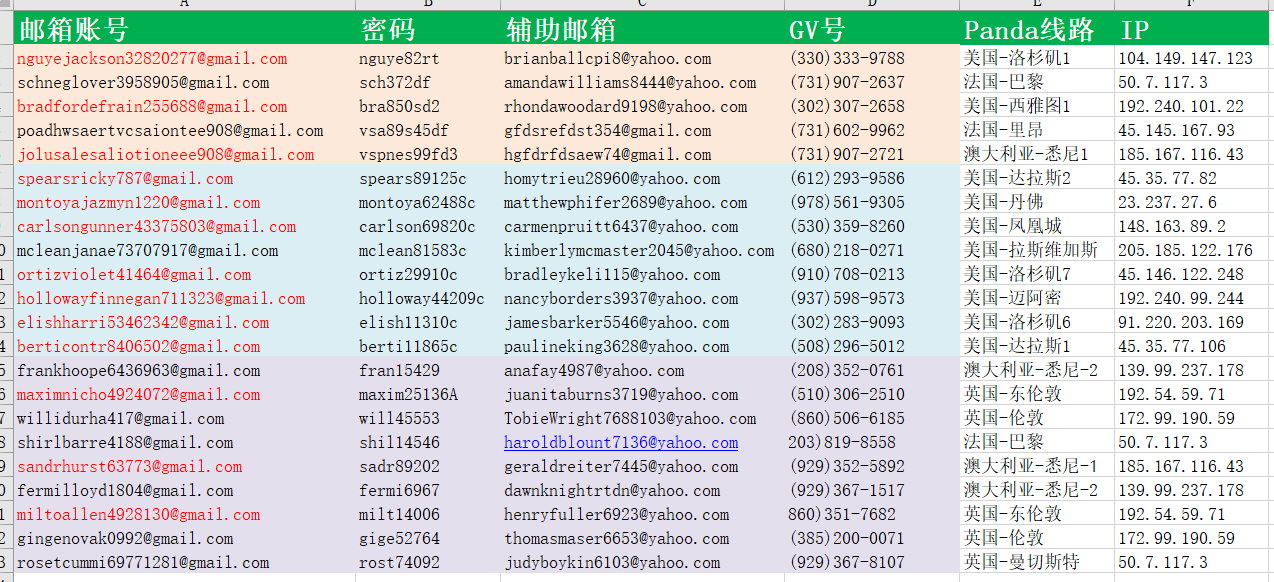 A B C D E F
邮箱账号 密码 辅助邮箱 GV号 Panda线路 IP
nguyejackson32820277@gmail.com nguye82rt brianballcpi8@yahoo.com (330)333-9788 美国-洛杉矶1 104.149.147.123
schneglover3958905@gmail.com sch372df amandawilliams8444@yahoo.com (731)907-2637 法国-巴黎 50.7.117.3
bradfordefrain255688@gmail.com bra850sd2 rhondawoodard9198@yahoo.com (302)307-2658 美国-西雅图1 192.240.101.22
poadhwsaertvcsaiontee908@gmail.com vsa89s45df gfdsrefdst354@gmail.com (731)602-9962 法国-里昂 45.145.167.93
jolusalesaliotioneee908@gmail.com vspnes99fd3 hgfdrfdsaew74@gmail.com (731)907-2721 澳大利亚-悉尼1 185.167.116.43
spearsricky787@gmail.com spears89125c homytrieu28960@yahoo.com (612)293-9586 美国-达拉斯2 45.35.77.82
montoyajazmyn1220@gmail.com montoya62488c matthewphifer2689@yahoo.com (978)561-9305 美国-丹佛 23.237.27.6
carlsongunner43375803@gmail.com carlson69820c carmenpruitt6437@yahoo.com (530)359-8260 美国-凤凰城 148.163.89.2
mcleanjanae73707917@gmail.com mclean81583c kimberlymcmaster2045@yahoo.com (680)218-0271 美国-拉斯维加斯 205.185.122.176
ortizviolet41464@gmail.com ortiz29910c bradleykeli115@yahoo.com (910)708-0213 美国-洛杉矶7 45.146.122.248
hollowayfinnegan711323@gmail.com holloway44209c nancyborders3937@yahoo.com (937)598-9573 美国-迈阿密 192.240.99.244
elishharri53462342@gmail.com elish11310c jamesbarker5546@yahoo.com (302)283-9093 美国-洛杉矶6 91.220.203.169
berticontr8406502@gmail.com berti11865c paulineking3628@yahoo.com (508)296-5012 美国-达拉斯1 45.35.77.106
frankhoope6436963@gmail.com fran15429 anafay4987@yahoo.com (208)352-0761 澳大利亚-悉尼-2 139.99.237.178
maximnicho4924072@gmail.com maxim25136A juanitaburns3719@yahoo.com (510)306-2510 英国-东伦敦 192.54.59.71
willidurha417@gmail.com will45553 TobieWright7688103@yahoo.com (860)506-6185 英国-伦敦 172.99.190.59
shirlbarre4188@gmail.com shil14546 haroldblount7136@yahoo.com 203)819-8558 法国-巴黎 50.7.117.3
sandrhurst63773@gmail.com sadr89202 geraldreiter7445@yahoo.com (929)352-5892 澳大利亚-悉尼-1 185.167.116.43
fermilloyd1804@gmail.com fermi6967 dawnknightrtdn@yahoo.com (929)367-1517 澳大利亚-悉尼-2 139.99.237.178
miltoallen4928130@gmail.com milt14006 henryfuller6923@yahoo.com 860)351-7682 英国-东伦敦 192.54.59.71
gingenovak0992@gmail.com gige52764 thomasmaser6653@yahoo.com (385)200-0071 英国-伦敦 172.99.190.59
rosetcummi69771281@gmail.com rost74092 judyboykin6103@yahoo.com (929)367-8107 英国-曼切斯特 50.7.117.3